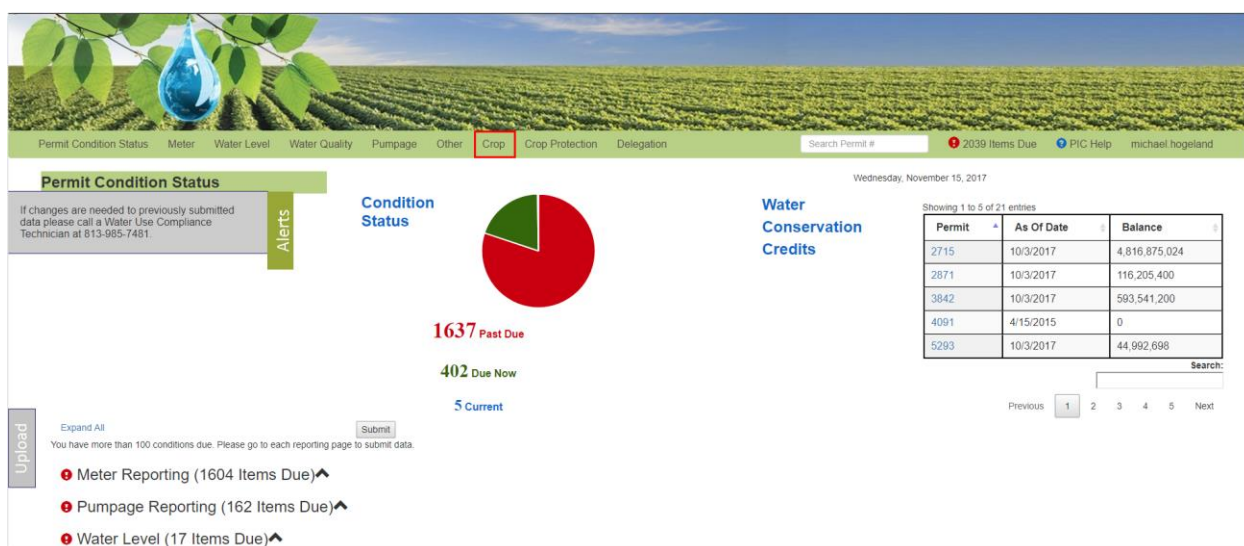 Permit Condition Status Meter Water Level Water Quality Pumpage Other Crop Crop Protection Delegation Search Permit # 2039 Items Due PIC Help michael.hogeland
Permit Condition Status
Wednesday, November 15, 2017
If changes are needed to previously submitted
data please call a Water Use Compliance
Technician at 813-985-7481.
Alerts
Condition
Status
1637 Past Due
402 Due Now
5 Current
Water
Conservation
Credits
Showing 1 to 5 of 21 entries
Permit As Of Date Balance
2715 10/3/2017 4,816,875,024
2871 10/3/2017 116,205,400
3842 10/3/2017 593,541,200
4091 4/15/2015 0
5293 10/3/2017 44,992,698
Search:
Previous 1 2 3 4 5 Next
Upload
Expand All Submit
You have more than 100 conditions due. Please go to each reporting page to submit data.
Meter Reporting (1604 Items Due)
Pumpage Reporting (162 Items Due)
Water Level (17 Items Due)